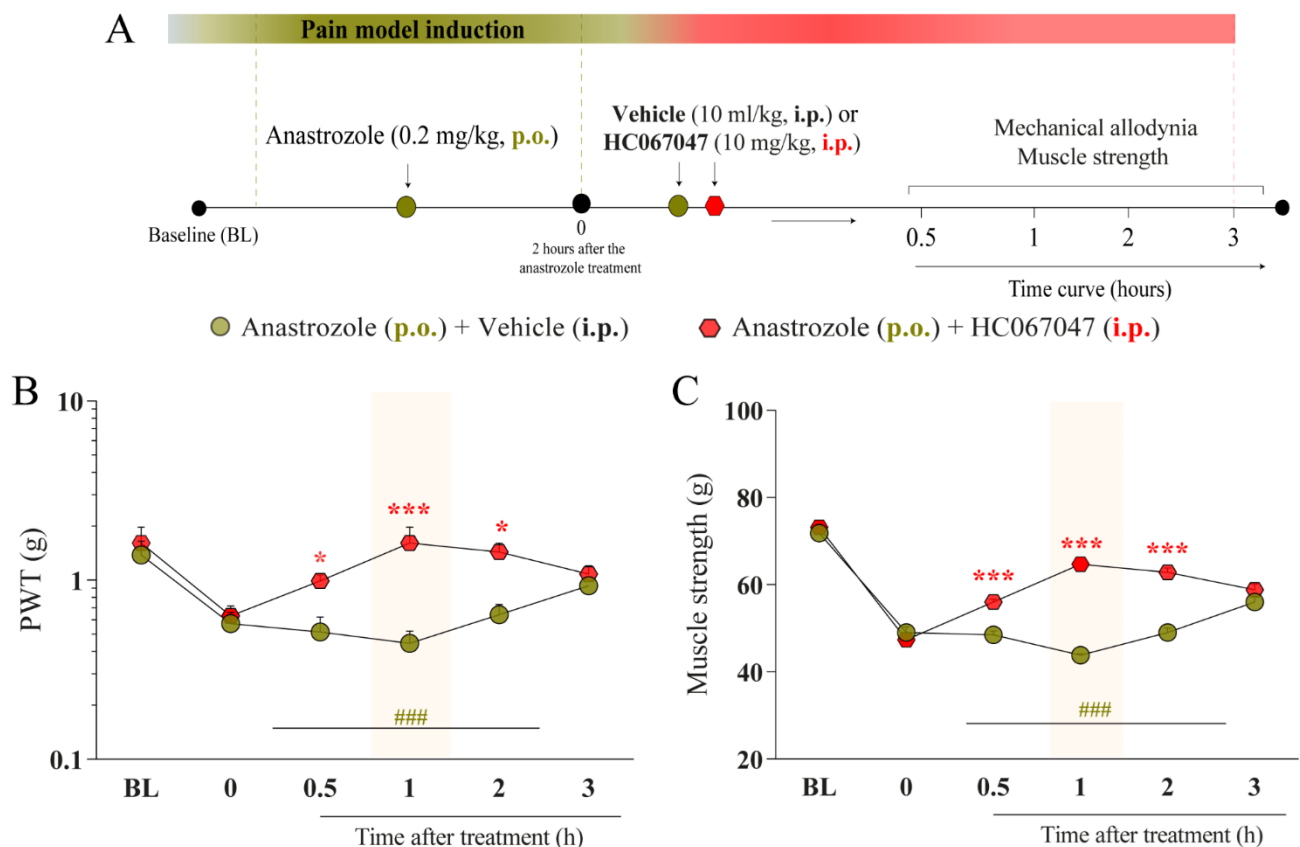 A
Pain model induction
Anastrozole (0.2 mg/kg, p.o.)
Vehicle (10 ml/kg, i.p.) or
HC067047 (10 mg/kg, i.p.)
Mechanical allodynia
Muscle strength
Baseline (BL)
0
2 hours after the
anastrozole treatment
0.5 1 2 3
Time curve (hours)
Anastrozole (p.o.) + Vehicle (i.p.)
Anastrozole (p.o.) + HC067047 (i.p.)
B
PWT (g)
10
1
0.1
* *** *
###
BL 0 0.5 1 2 3
Time after treatment (h)
C
Muscle strength (g)
100
80
60
40
20
*** *** ***
###
BL 0 0.5 1 2 3
Time after treatment (h)